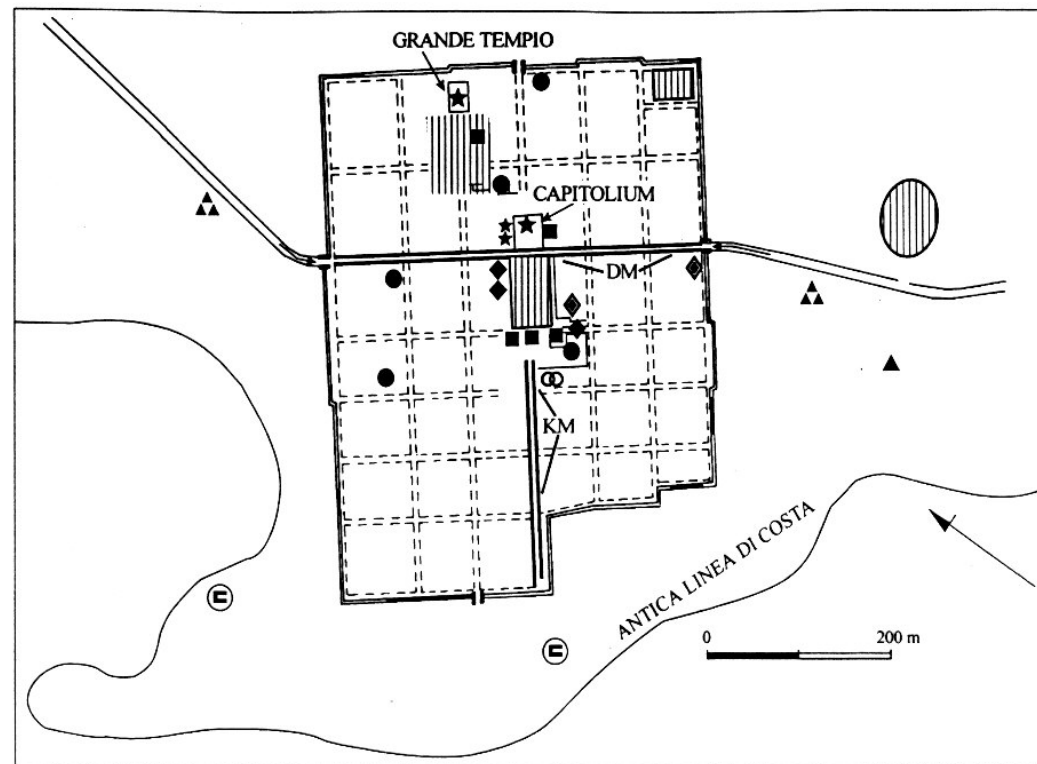 GRANDE TEMPIO
CAPITOLIUM
DM
KM
ANTICA LINEA DI COSTA
0 200 m